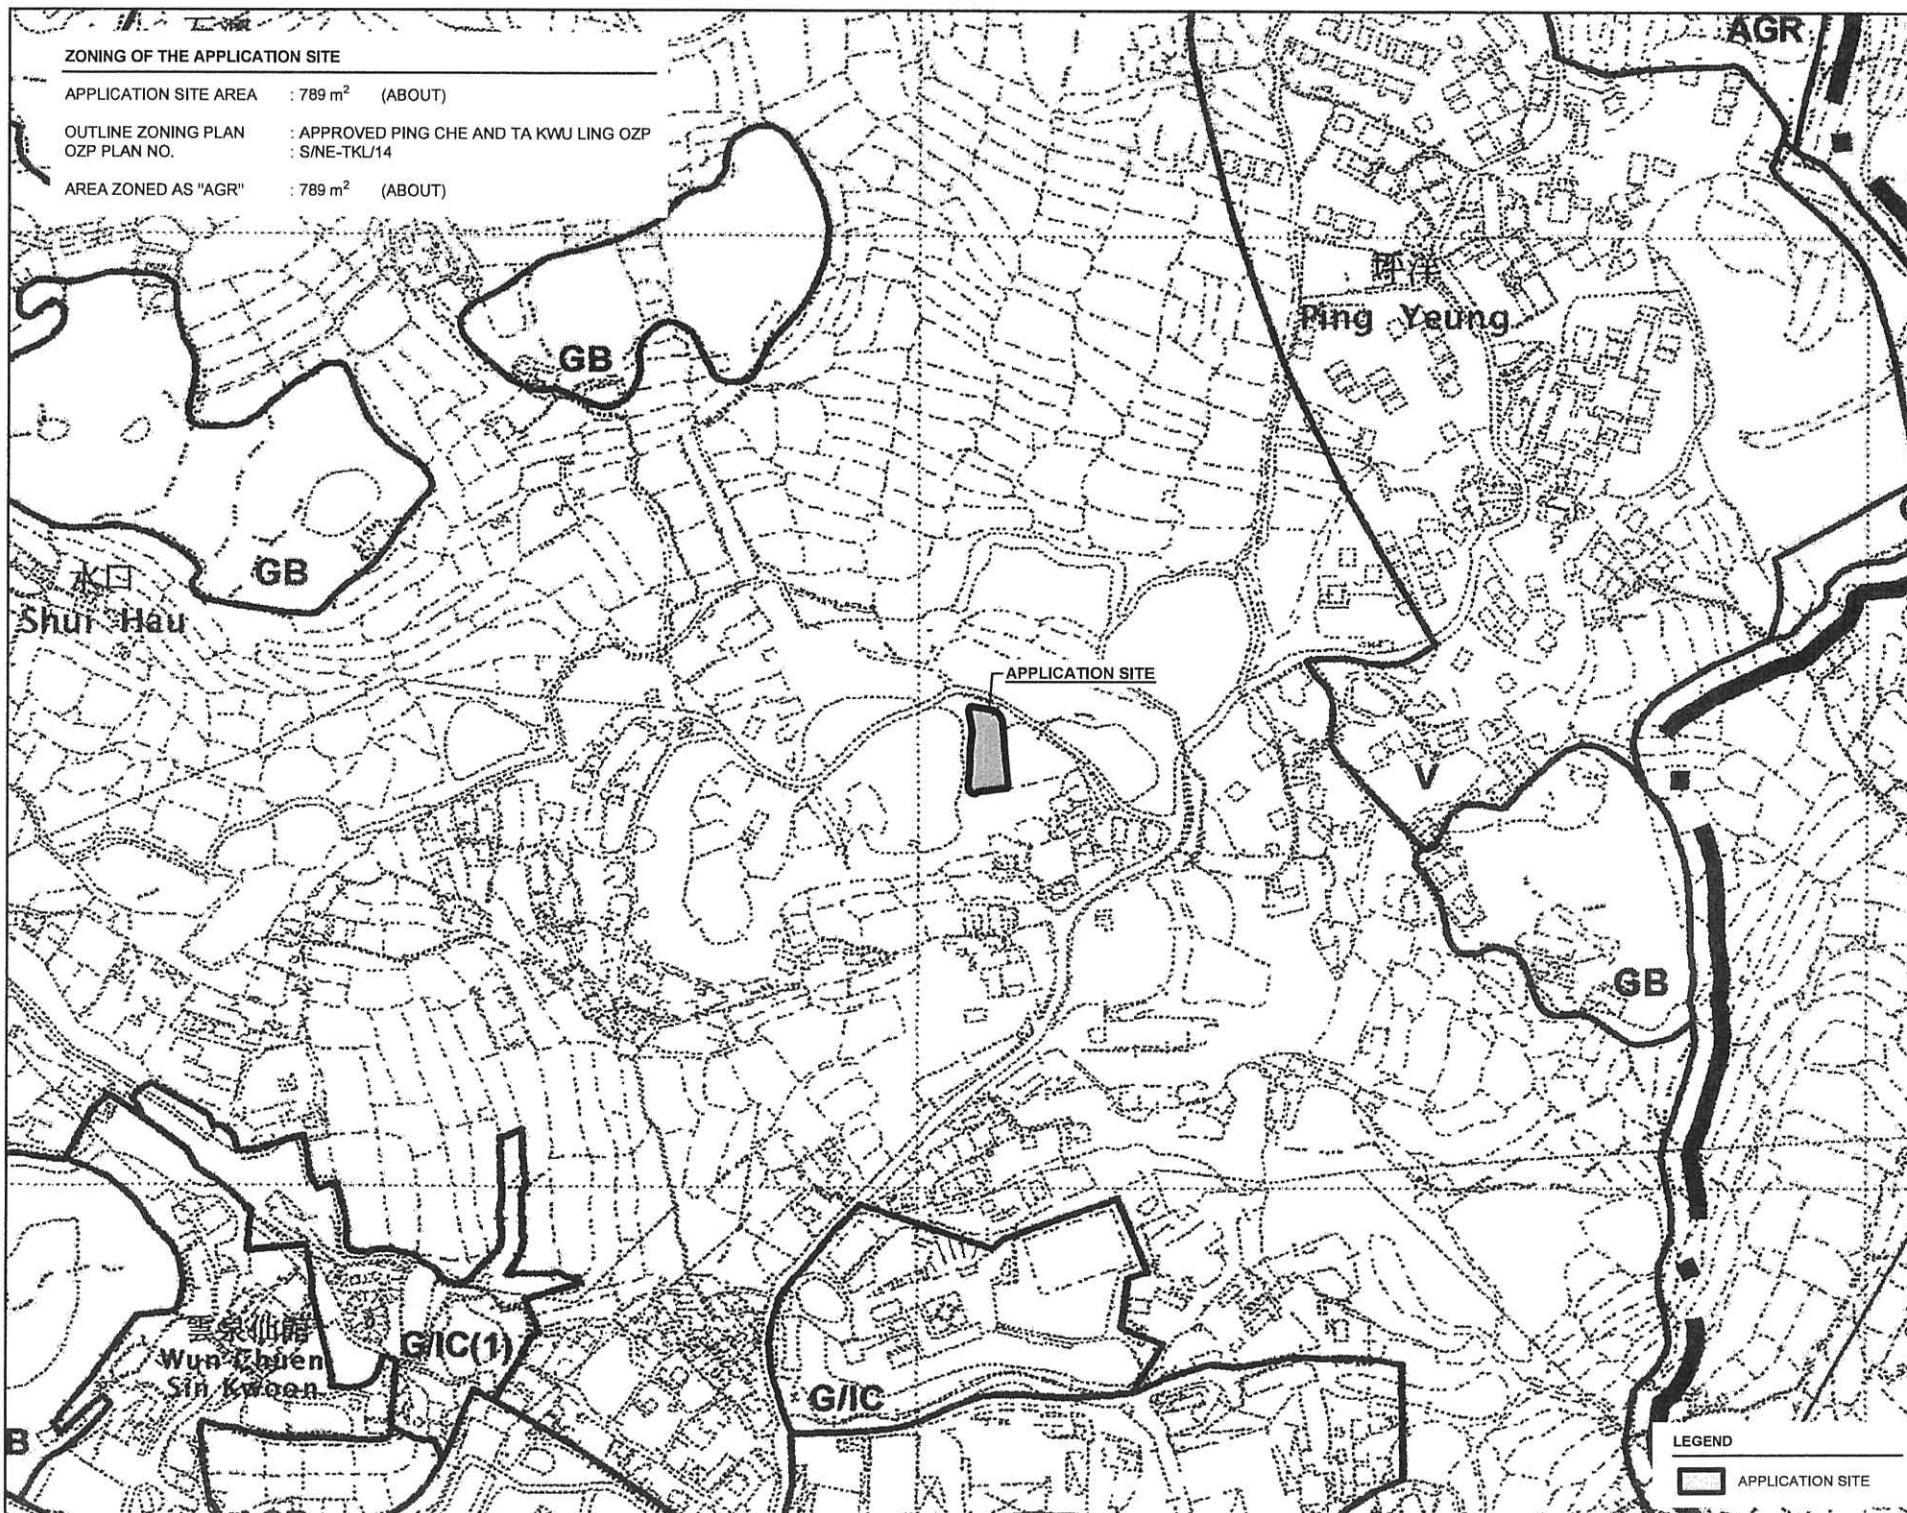 ZONING OF THE APPLICATION SITE
APPLICATION SITE AREA : 789 m² (ABOUT)
OUTLINE ZONING PLAN : APPROVED PING CHE AND TA KWU LING OZP
OZP PLAN NO. : S/NE-TKL/14
AREA ZONED AS "AGR" : 789 m² (ABOUT)
AGR
坪洋
Ping Yeung
GB
GB
水口
Shui Hau
APPLICATION SITE
V
GB
雲泉仙館
Wun Chuen
Sin Kwoon
G/IC(1)
G/IC
LEGEND
APPLICATION SITE